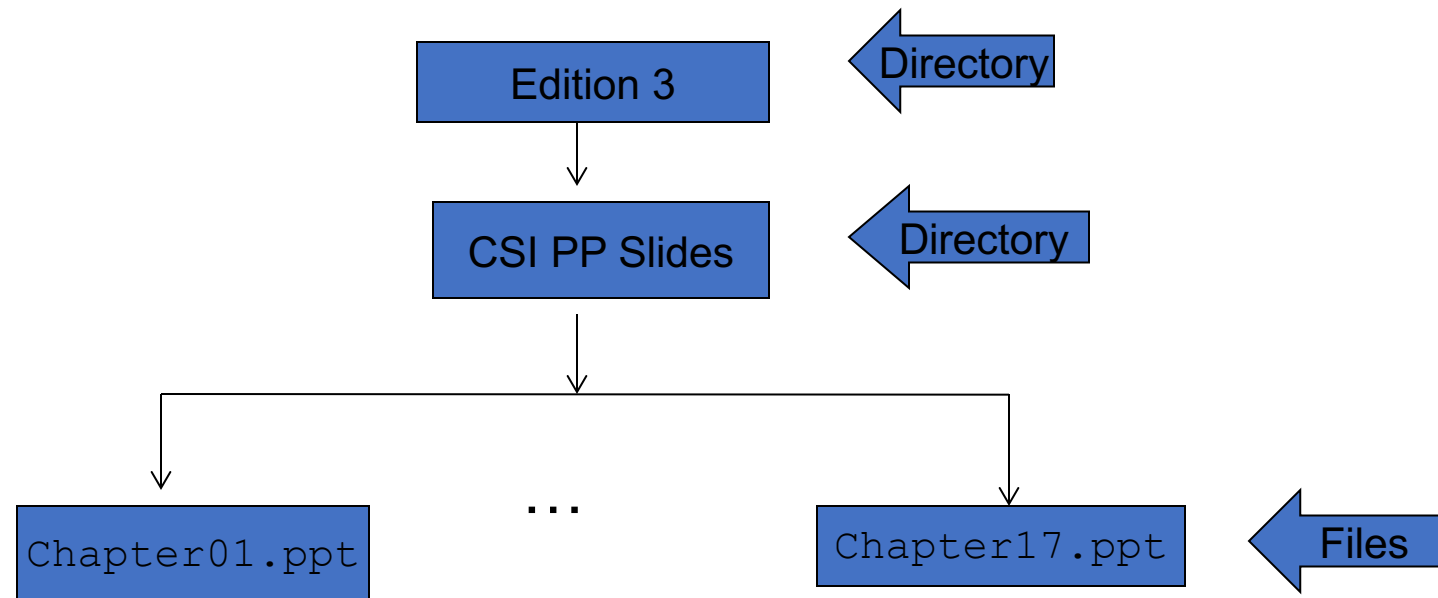 Edition 3
Directory
CSI PP Slides
Directory
...
Chapter01.ppt
Chapter17.ppt
Files